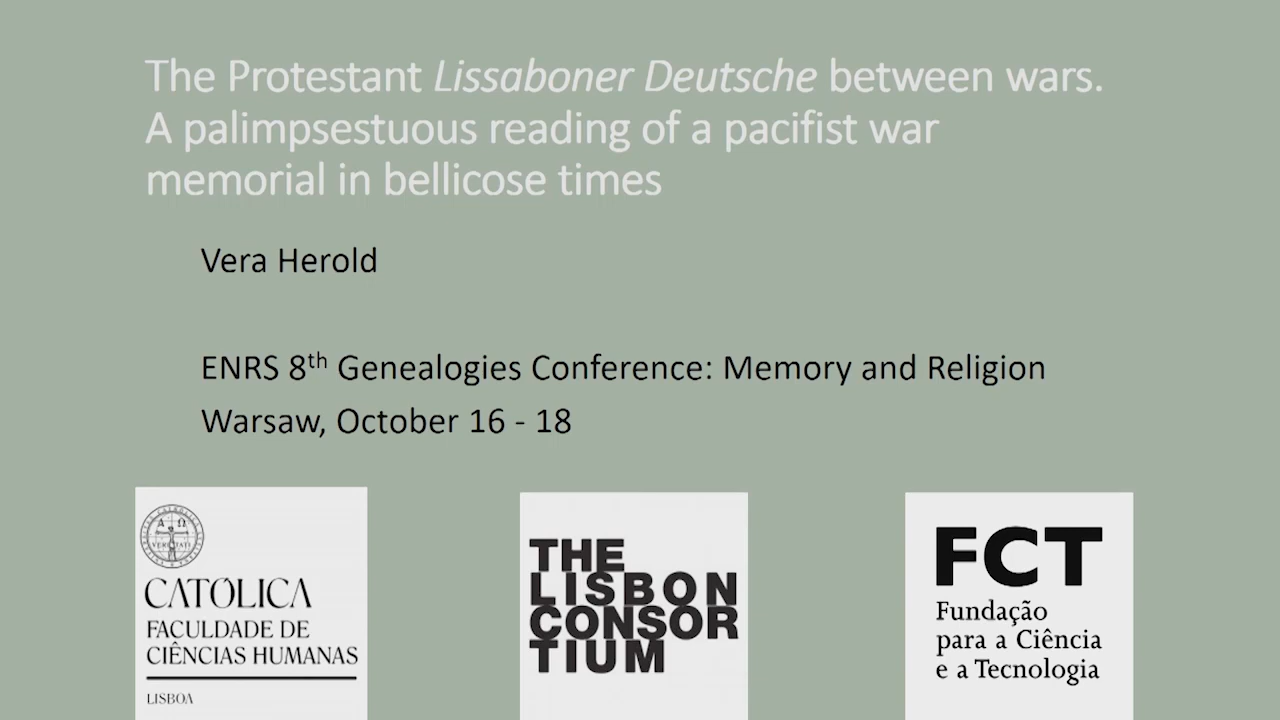 The Protestant Lissaboner Deutsche between wars.
A palimpsestuous reading of a pacifist war
memorial in bellicose times
Vera Herold
ENRS 8th Genealogies Conference: Memory and Religion
Warsaw, October 16 - 18
A Ω
VERITATI
CATÓLICA
FACULDADE DE
CIÊNCIAS HUMANAS
LISBOA
THE
LISBON
CONSOR
TIUM
FCT
Fundação
para a Ciência
e a Tecnologia